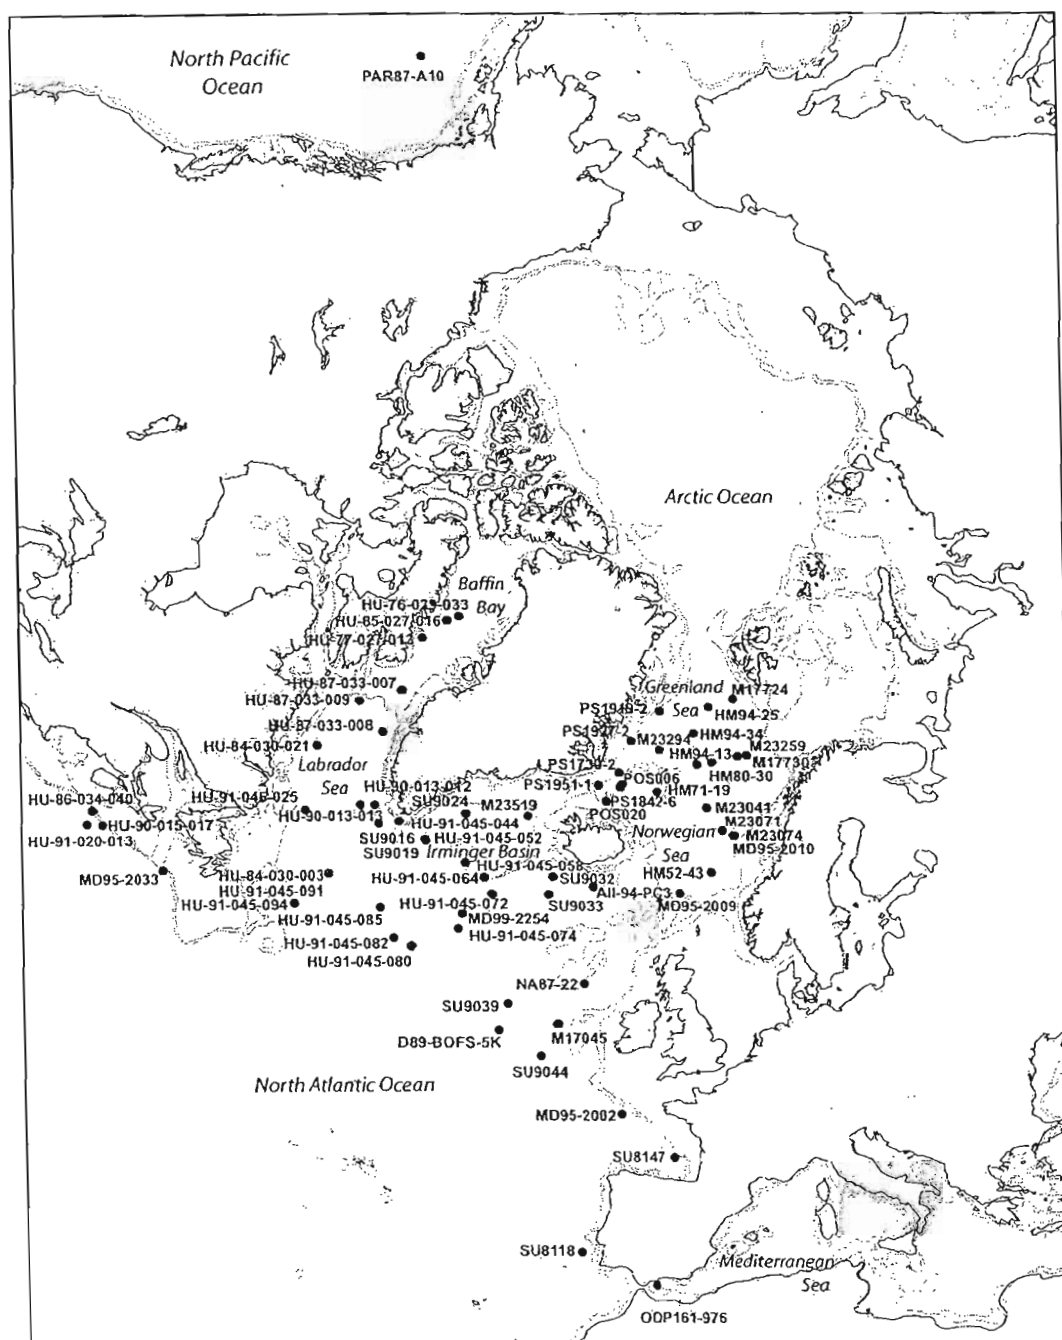 North Pacific
Ocean
PAR87-A10
Arctic Ocean
Baffin
Bay
HU-76-029-033
HU-85-027-016
HU-77-027-013
HU-87-033-007
HU-87-033-009
HU-87-033-008
HU-84-030-021
Labrador
Sea
Greenland
Sea
M17724
PS1919-2
HM94-25
PS1927-2
HM94-34
M23294
M23259
HM94-13
M17730
PS1730-2
HM80-30
POS006
PS1951-1
HM71-19
PS1842-6
POS020
M23041
M23071
M23074
MD95-2010
Norwegian
Sea
HM52-43
MD95-2009
HU-86-034-040
HU-90-015-017
HU-91-020-013
HU-91-045-025
HU-90-013-012
HU-90-013-013
SU9024
M23519
HU-91-045-044
SU9016
HU-91-045-052
SU9019
Irminger Basin
HU-91-045-058
MD95-2033
HU-84-030-003
HU-91-045-064
SU9032
HU-91-045-091
AII-94-PC3
HU-91-045-094
HU-91-045-072
SU9033
HU-91-045-085
MD99-2254
HU-91-045-074
HU-91-045-082
HU-91-045-080
NA87-22
SU9039
D89-BOFS-5K
M17045
SU9044
North Atlantic Ocean
MD95-2002
SU8147
SU8118
Mediterranean
Sea
ODP161-976